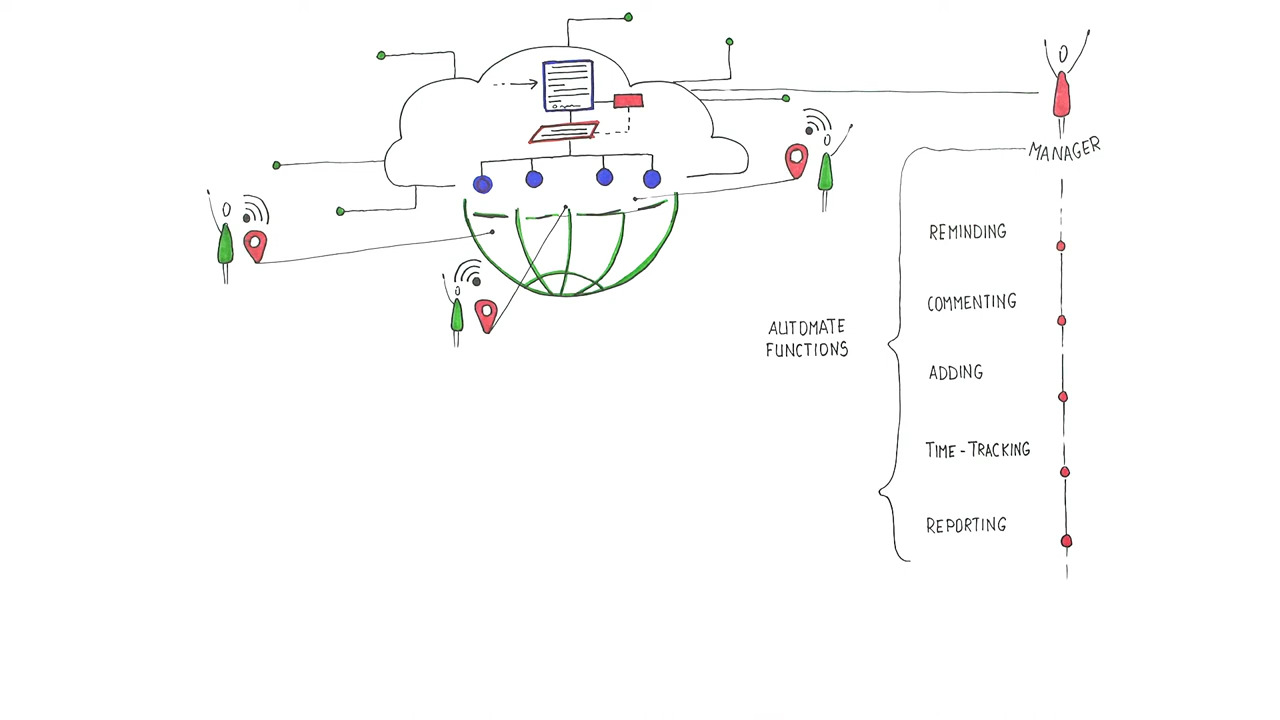 MANAGER
REMINDING
COMMENTING
AUTOMATE
FUNCTIONS
ADDING
TIME-TRACKING
REPORTING